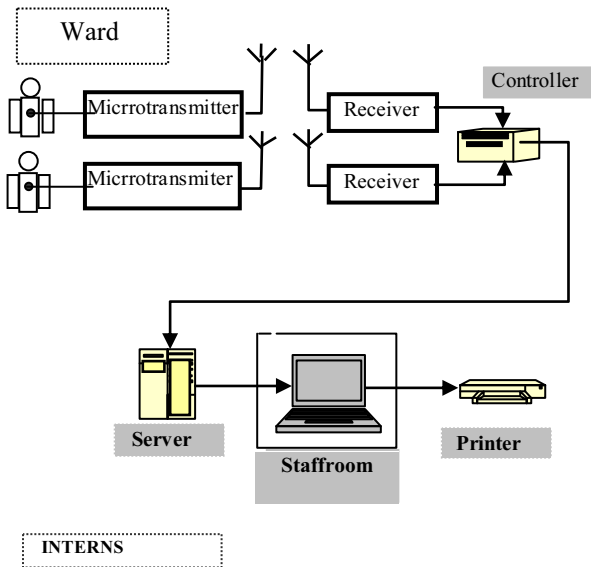 Ward
Controller
Micrrotransmitter
Receiver
Micrrotransmiter
Receiver
Server
Staffroom
Printer
INTERNS